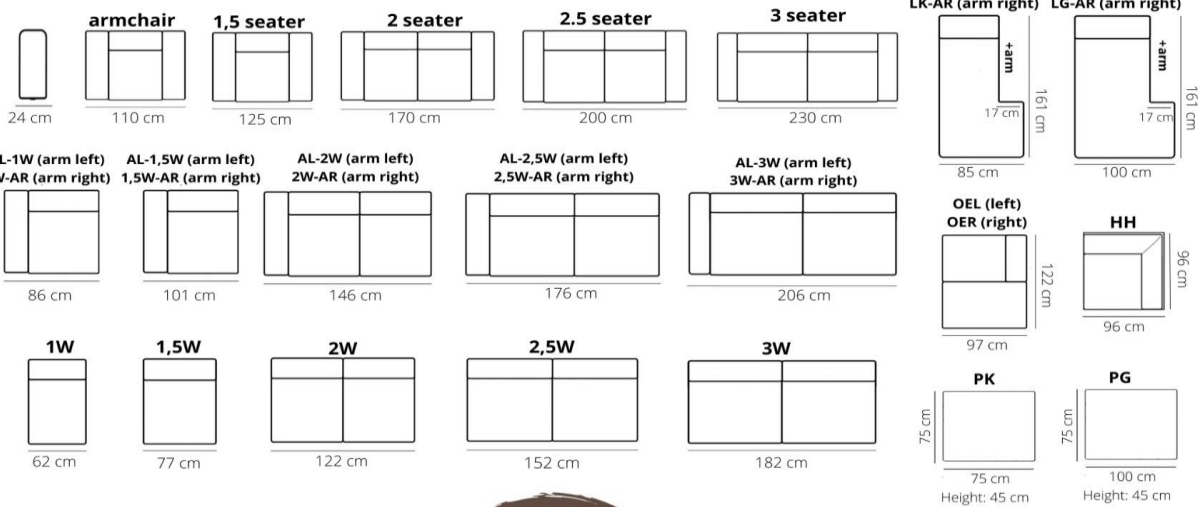 armchair
1,5 seater
2 seater
2.5 seater
3 seater
LK-AR (arm right)
LG-AR (arm right)
24 cm
110 cm
125 cm
170 cm
200 cm
230 cm
+arm
17 cm
161 cm
85 cm
+arm
17 cm
161 cm
100 cm
L-1W (arm left)
W-AR (arm right)
86 cm
AL-1,5W (arm left)
1,5W-AR (arm right)
101 cm
AL-2W (arm left)
2W-AR (arm right)
146 cm
AL-2,5W (arm left)
2,5W-AR (arm right)
176 cm
AL-3W (arm left)
3W-AR (arm right)
206 cm
OEL (left)
OER (right)
122 cm
97 cm
HH
96 cm
96 cm
1W
62 cm
1,5W
77 cm
2W
122 cm
2,5W
152 cm
3W
182 cm
PK
75 cm
75 cm
Height: 45 cm
PG
75 cm
100 cm
Height: 45 cm